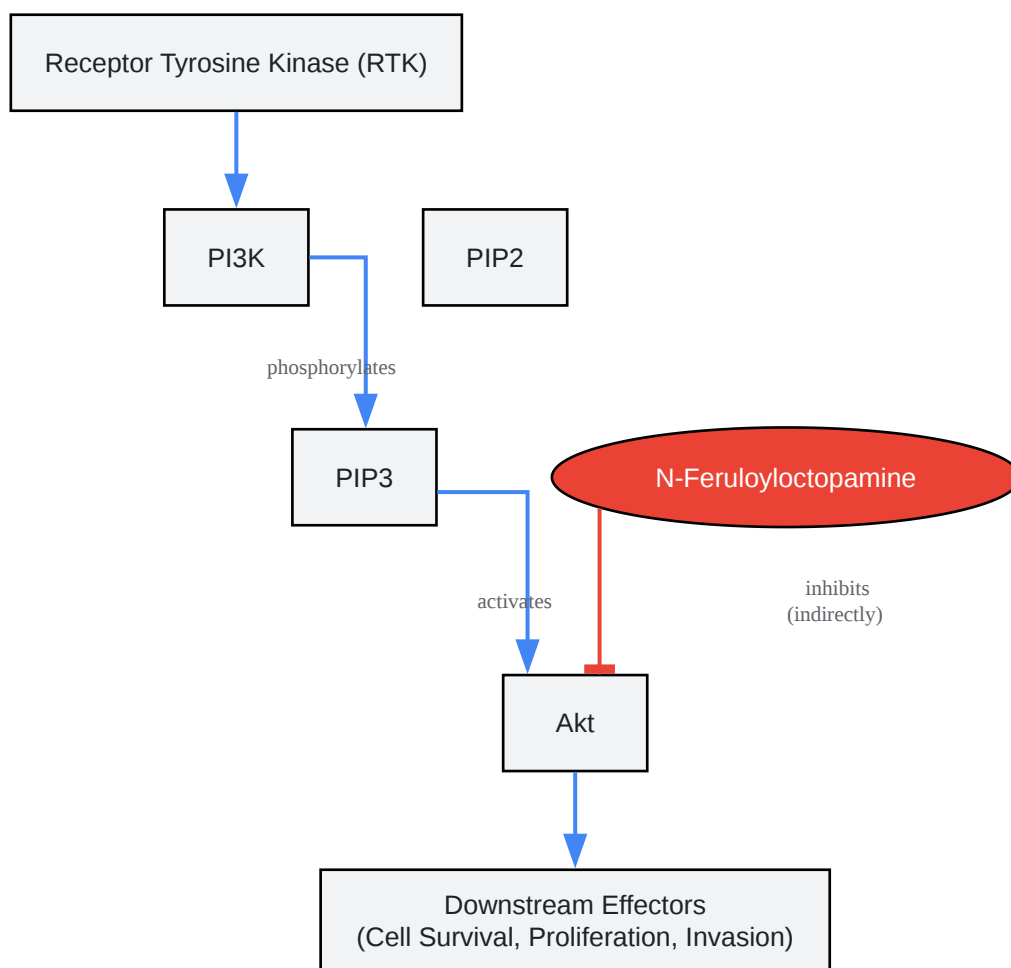 Receptor Tyrosine Kinase (RTK)
PI3K
PIP2
phosphorylates
PIP3
N-Feruloyloctopamine
activates
inhibits
(indirectly)
Akt
Downstream Effectors
(Cell Survival, Proliferation, Invasion)